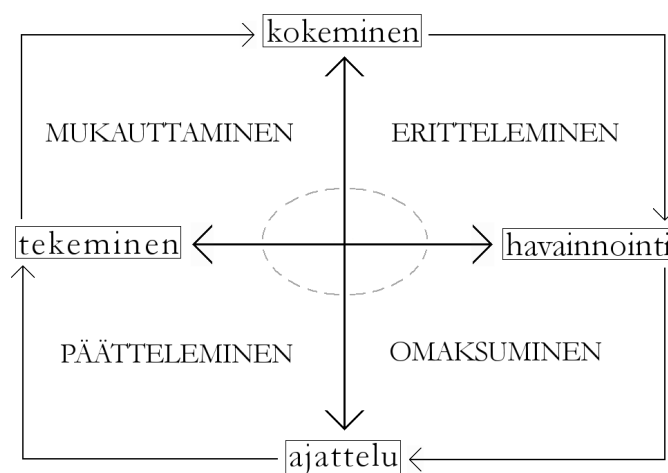 kokeminen
MUKAUTTAMINEN
ERITTELEMINEN
tekeminen
havainnointi
PÄÄTTELEMINEN
OMAKSUMINEN
ajattelu